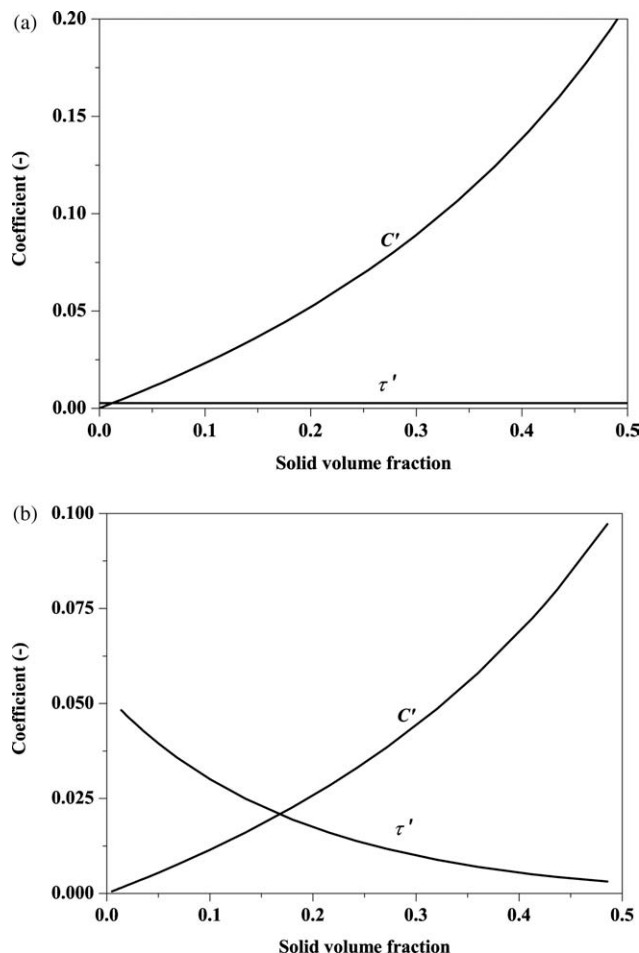 (a)
0.20
0.15
0.10
0.05
0.00
Coefficient (-)
C'
τ'
0.0 0.1 0.2 0.3 0.4 0.5
Solid volume fraction
(b)
0.100
0.075
0.050
0.025
0.000
Coefficient (-)
C'
τ'
0.0 0.1 0.2 0.3 0.4 0.5
Solid volume fraction